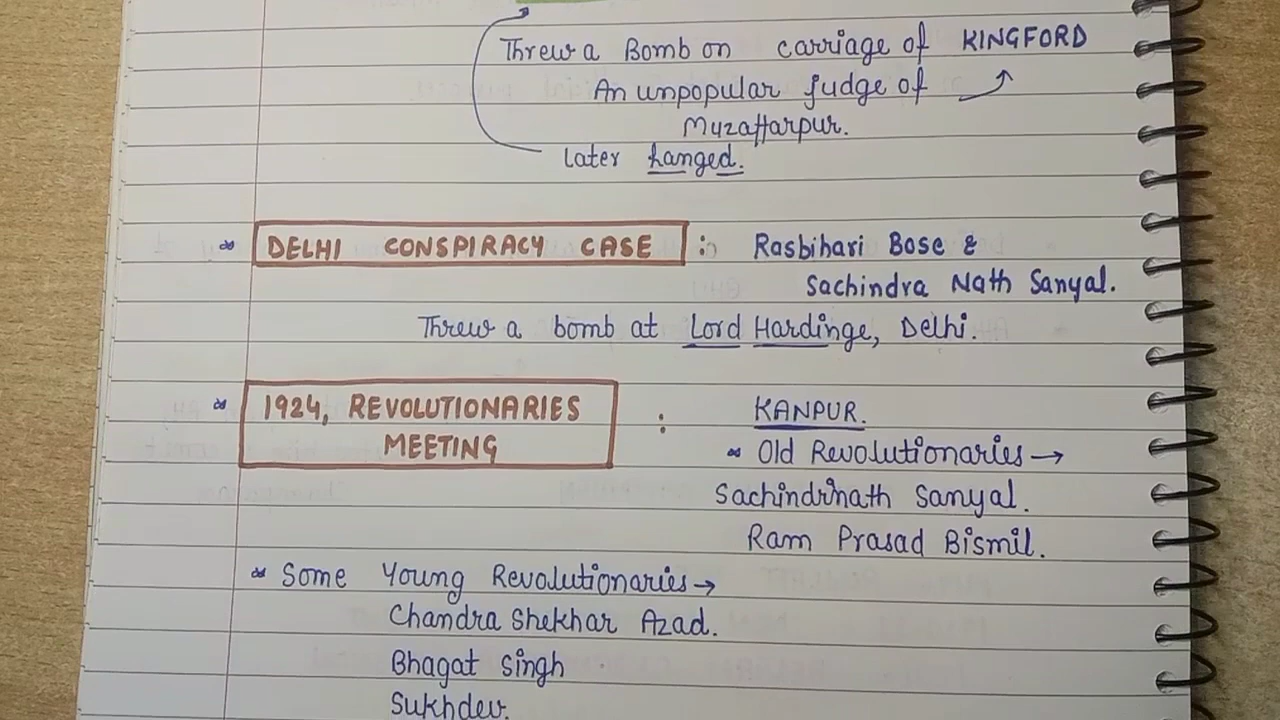 Threw a Bomb on carriage of KINGFORD
An unpopular judge of
Muzaffarpur.
Later hanged.
DELHI CONSPIRACY CASE : Rasbihari Bose &
Sachindra Nath Sanyal.
Threw a bomb at Lord Hardinge, Delhi.
1924, REVOLUTIONARIES MEETING : KANPUR.
Old Revolutionaries →
Sachindrnath Sanyal.
Ram Prasad Bismil.
Some Young Revolutionaries →
Chandra Shekhar Azad.
Bhagat Singh
Sukhdev.